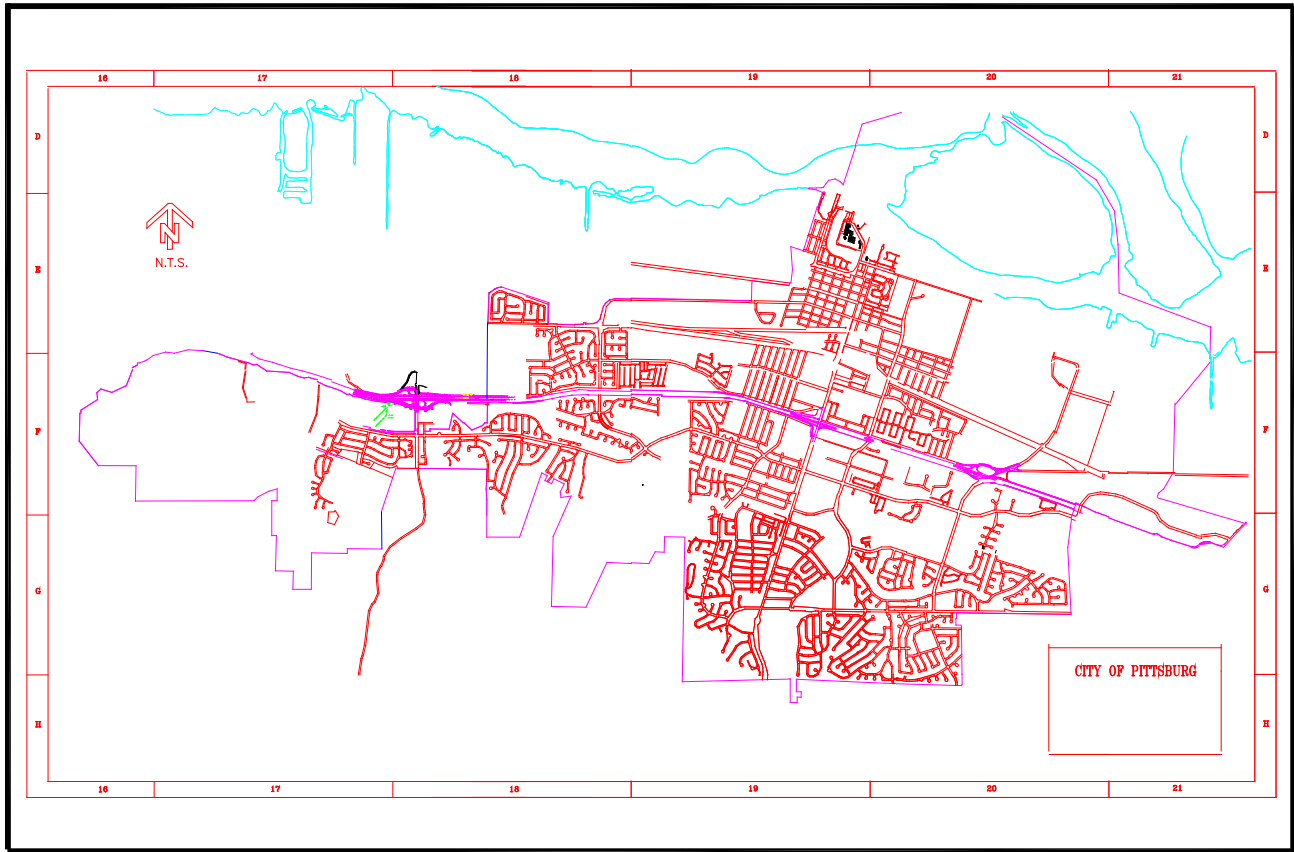 16 17 18 19 20 21
D D
N.T.S.
E E
F F
G G
CITY OF PITTSBURG
H H
16 17 18 19 20 21